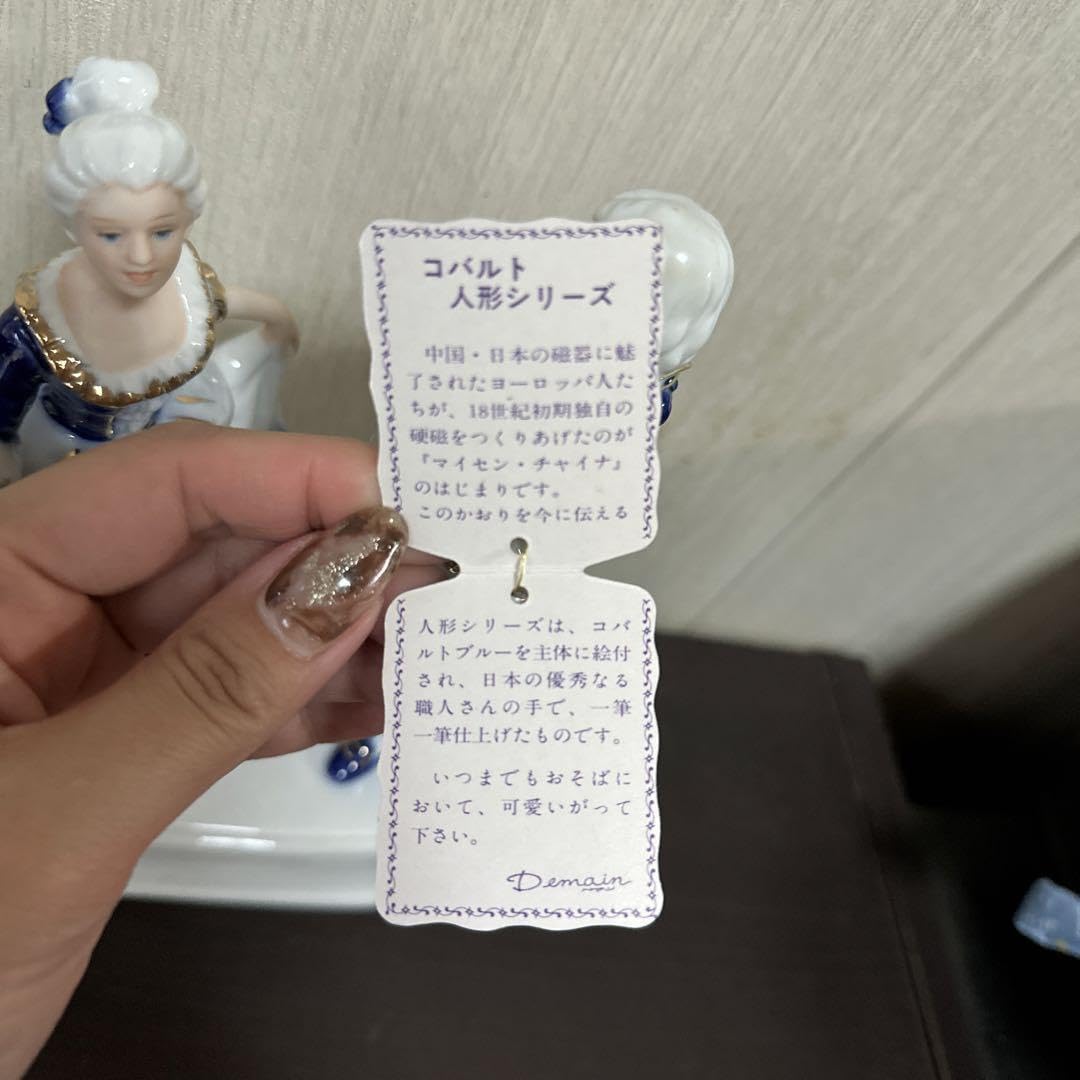 コバルト
人形シリーズ
中国・日本の磁器に魅
了されたヨーロッパ人た
ちが、18世紀初期独自の
硬磁をつくりあげたのが
『マイセン・チャイナ』
のはじまりです。
このかおりを今に伝える
人形シリーズは、コバ
ルトブルーを主体に絵付
され、日本の優秀なる
職人さんの手で、一筆
一筆仕上げたものです。
いつまでもおそばに
おいて、可愛いがって
下さい。
Demain